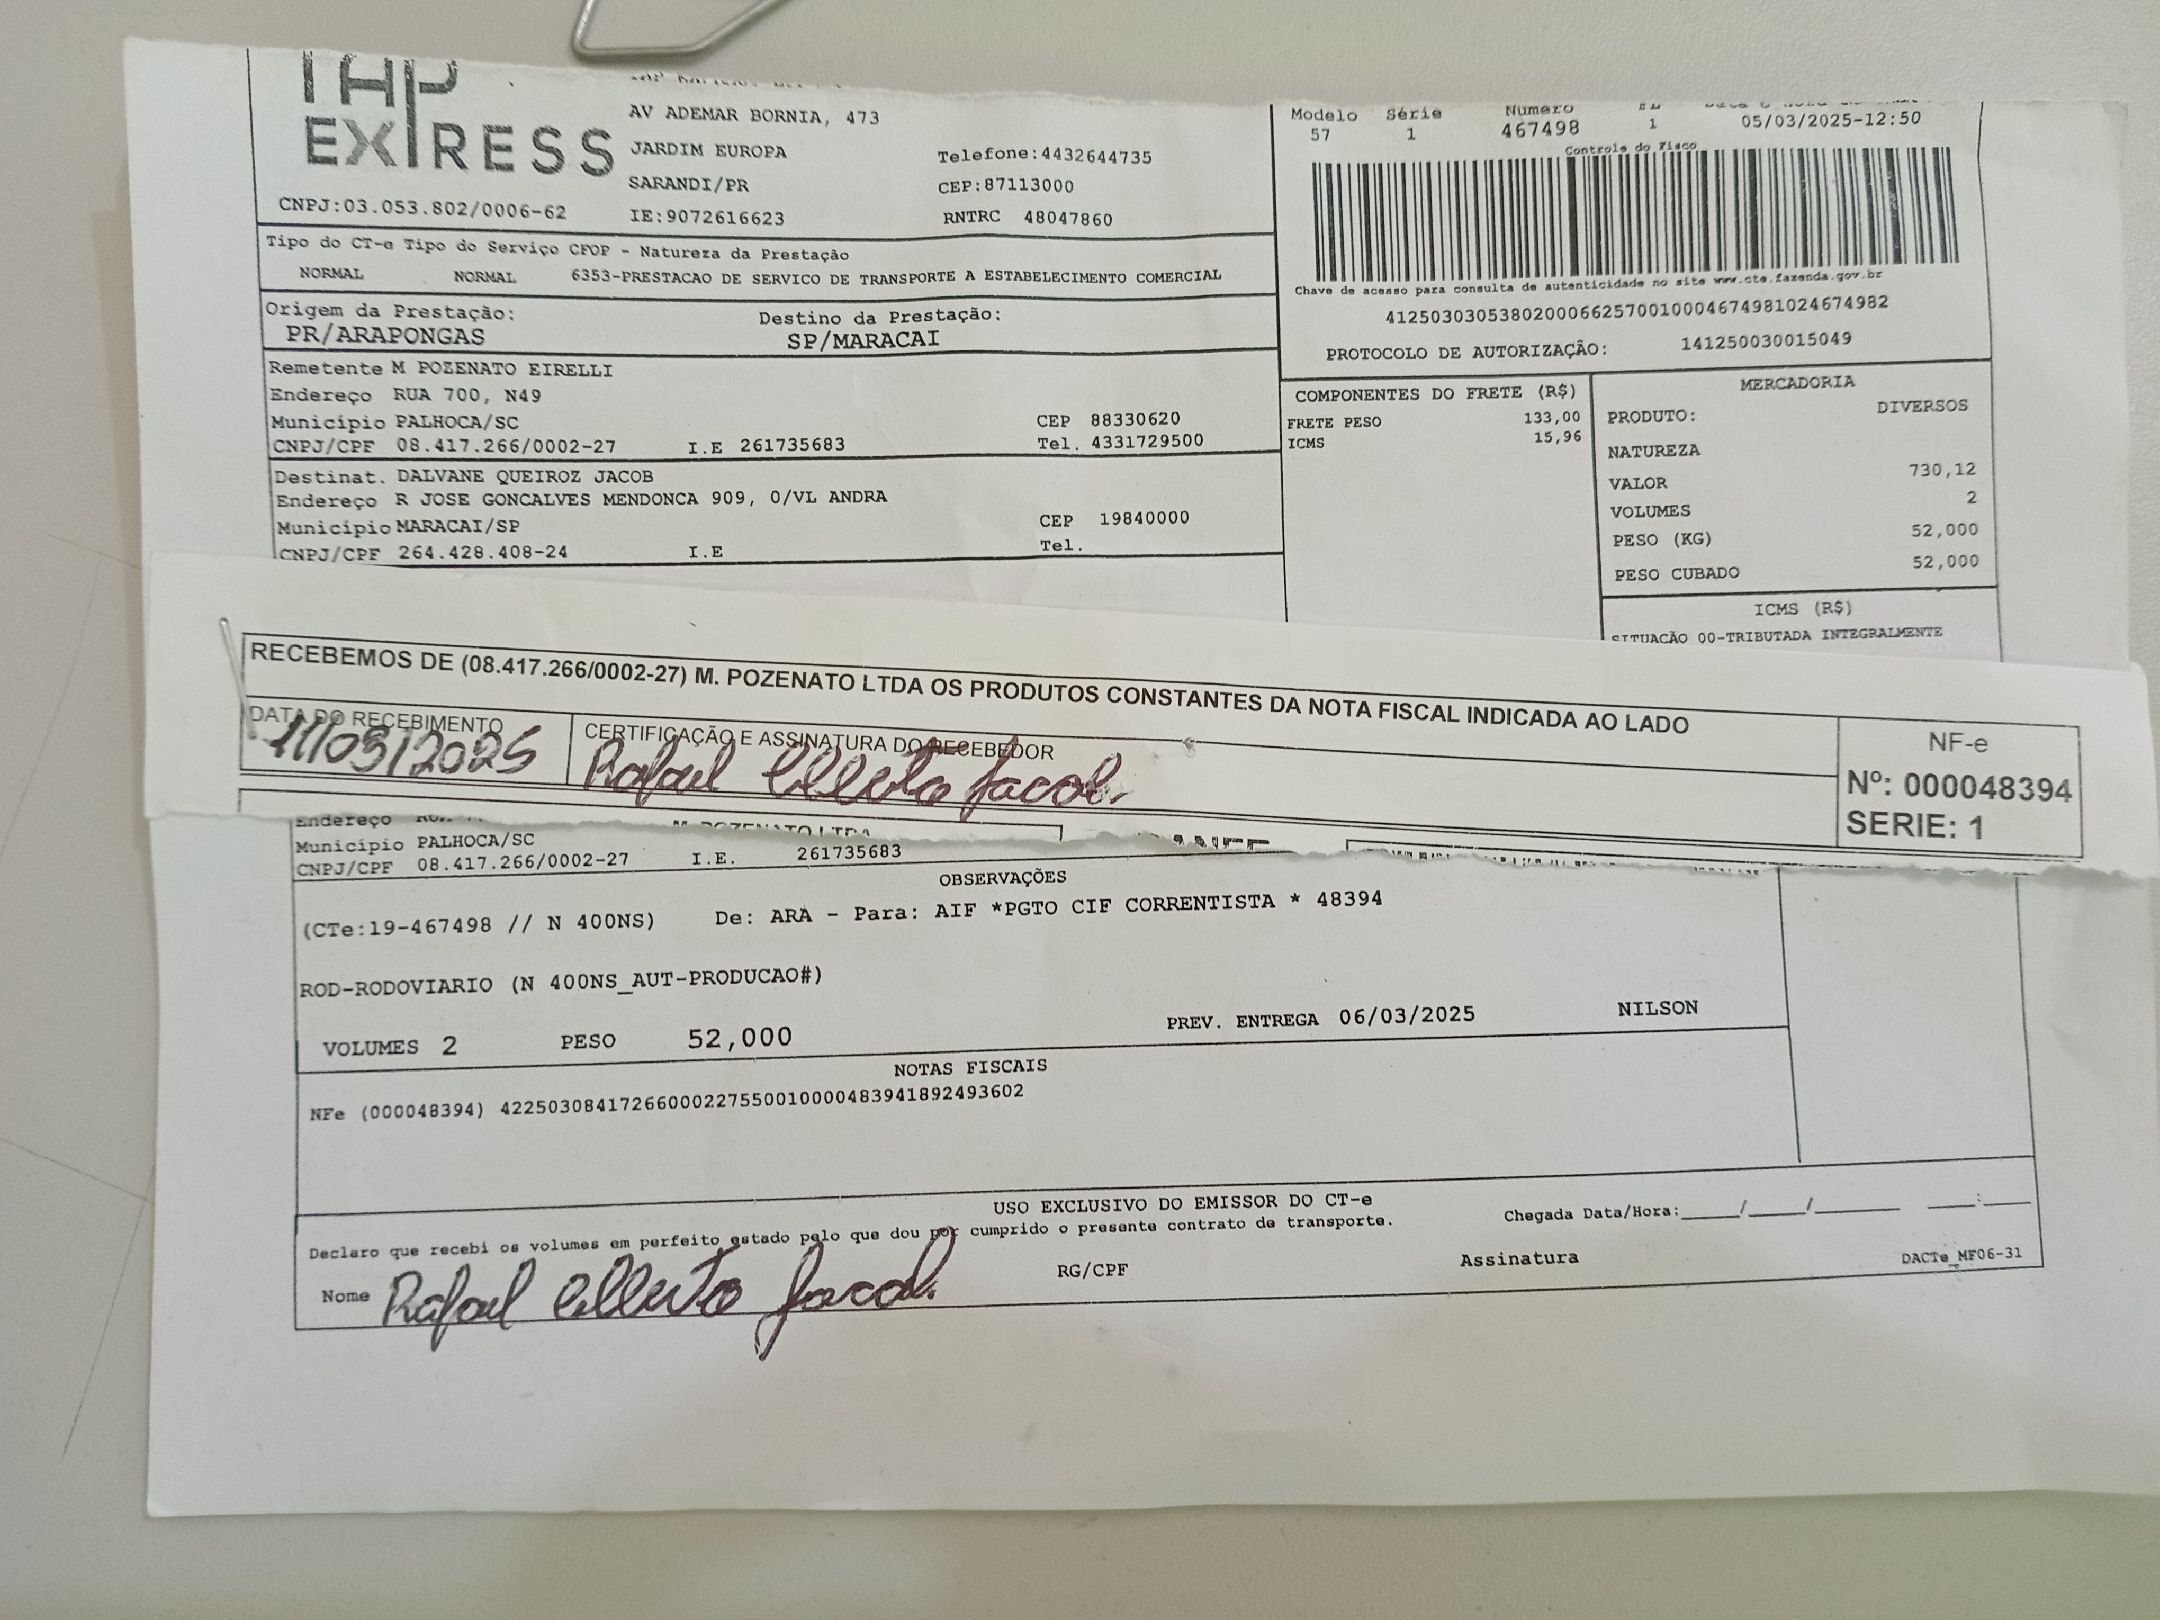 TAP
EXPRESS
AV ADEMAR BORNIA, 473
JARDIM EUROPA
Telefone:4432644735
SARANDI/PR
CEP:87113000
CNPJ:03.053.802/0006-62
IE:9072616623
RNTRC 48047860
Modelo Série Número
57 1 467498 1 05/03/2025-12:50
Controle do Fisco
Chave de acesso para consulta de autenticidade no site www.cte.fazenda.gov.br
41250303053802000662570010004674981024674982
PROTOCOLO DE AUTORIZAÇÃO: 141250030015049
Tipo do CT-e Tipo do Serviço CFOP - Natureza da Prestação
NORMAL NORMAL 6353-PRESTACAO DE SERVICO DE TRANSPORTE A ESTABELECIMENTO COMERCIAL
Origem da Prestação: Destino da Prestação:
PR/ARAPONGAS SP/MARACAI
Remetente M POZENATO EIRELLI
Endereço RUA 700, N49
Município PALHOCA/SC CEP 88330620
CNPJ/CPF 08.417.266/0002-27 I.E 261735683 Tel. 4331729500
Destinat. DALVANE QUEIROZ JACOB
Endereço R JOSE GONCALVES MENDONCA 909, 0/VL ANDRA
Município MARACAI/SP CEP 19840000
CNPJ/CPF 264.428.408-24 I.E Tel.
COMPONENTES DO FRETE (R$)
FRETE PESO 133,00
ICMS 15,96
MERCADORIA
PRODUTO: DIVERSOS
NATUREZA
VALOR 730,12
VOLUMES 2
PESO (KG) 52,000
PESO CUBADO 52,000
ICMS (R$)
SITUACÃO 00-TRIBUTADA INTEGRALMENTE
RECEBEMOS DE (08.417.266/0002-27) M. POZENATO LTDA OS PRODUTOS CONSTANTES DA NOTA FISCAL INDICADA AO LADO
DATA DO RECEBIMENTO
11/03/2025
CERTIFICAÇÃO E ASSINATURA DO RECEBEDOR
Rafael Jacob.
NF-e
Nº: 000048394
SERIE: 1
Endereço
M. POZENATO LTDA
Município PALHOCA/SC
CNPJ/CPF 08.417.266/0002-27 I.E. 261735683
OBSERVAÇÕES
(CTe:19-467498 // N 400NS) De: ARA - Para: AIF *PGTO CIF CORRENTISTA * 48394
ROD-RODOVIARIO (N 400NS_AUT-PRODUCAO#)
VOLUMES 2 PESO 52,000 PREV. ENTREGA 06/03/2025 NILSON
NOTAS FISCAIS
NFe (000048394) 42250308417266000227550010000483941892493602
USO EXCLUSIVO DO EMISSOR DO CT-e
Declaro que recebi os volumes em perfeito estado pelo que dou por cumprido o presente contrato de transporte.
Chegada Data/Hora:_____/_____/________ ____:____
Nome Rafael Jacob. RG/CPF Assinatura DACTe_MF06-31